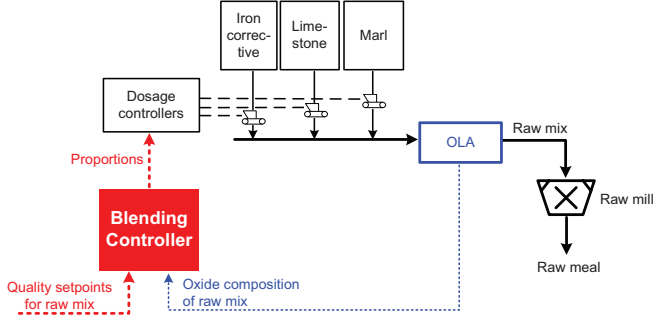 Iron
correc-
tive
Lime-
stone
Marl
Dosage
controllers
Proportions
OLA
Raw mix
Blending
Controller
Raw mill
Raw meal
Quality setpoints
for raw mix
Oxide composition
of raw mix